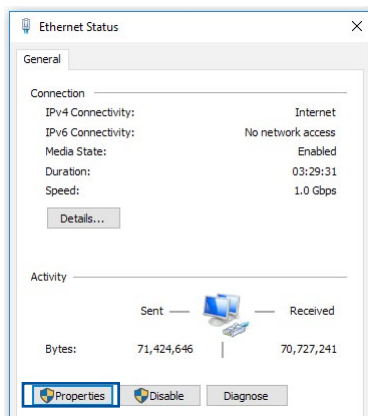 Ethernet Status
General
Connection
IPv4 Connectivity: Internet
IPv6 Connectivity: No network access
Media State: Enabled
Duration: 03:29:31
Speed: 1.0 Gbps
Details...
Activity
Sent Received
Bytes: 71,424,646 70,727,241
Properties Disable Diagnose